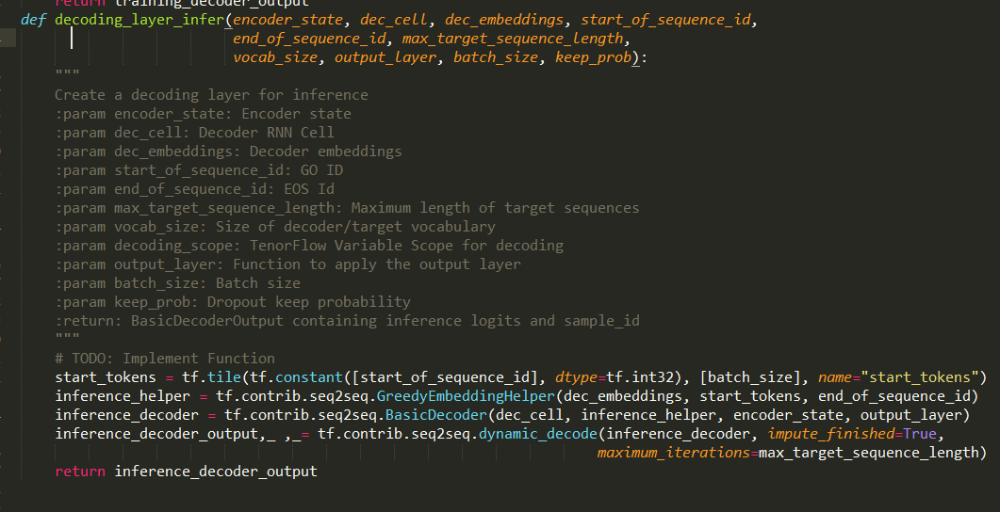 return training_decoder_output
def decoding_layer_infer(encoder_state, dec_cell, dec_embeddings, start_of_sequence_id,
end_of_sequence_id, max_target_sequence_length,
vocab_size, output_layer, batch_size, keep_prob):
"""
Create a decoding layer for inference
:param encoder_state: Encoder state
:param dec_cell: Decoder RNN Cell
:param dec_embeddings: Decoder embeddings
:param start_of_sequence_id: GO ID
:param end_of_sequence_id: EOS Id
:param max_target_sequence_length: Maximum length of target sequences
:param vocab_size: Size of decoder/target vocabulary
:param decoding_scope: TenorFlow Variable Scope for decoding
:param output_layer: Function to apply the output layer
:param batch_size: Batch size
:param keep_prob: Dropout keep probability
:return: BasicDecoderOutput containing inference logits and sample_id
"""
# TODO: Implement Function
start_tokens = tf.tile(tf.constant([start_of_sequence_id], dtype=tf.int32), [batch_size], name="start_tokens")
inference_helper = tf.contrib.seq2seq.GreedyEmbeddingHelper(dec_embeddings, start_tokens, end_of_sequence_id)
inference_decoder = tf.contrib.seq2seq.BasicDecoder(dec_cell, inference_helper, encoder_state, output_layer)
inference_decoder_output,_ ,_= tf.contrib.seq2seq.dynamic_decode(inference_decoder, impute_finished=True,
maximum_iterations=max_target_sequence_length)
return inference_decoder_output